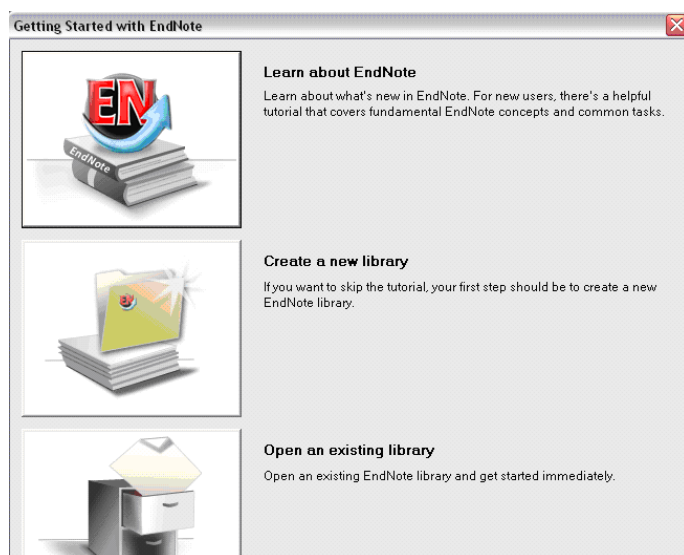 Getting Started with EndNote
EN
EndNote
Learn about EndNote
Learn about what's new in EndNote. For new users, there's a helpful
tutorial that covers fundamental EndNote concepts and common tasks.
EN
Create a new library
If you want to skip the tutorial, your first step should be to create a new
EndNote library.
Open an existing library
Open an existing EndNote library and get started immediately.